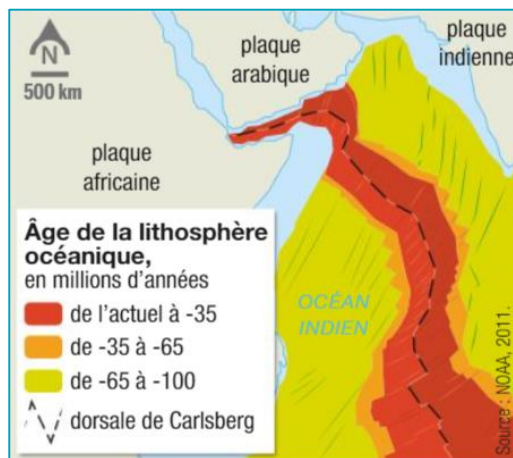 plaque
arabique
plaque
indienne
N
500 km
plaque
africaine
Âge de la lithosphère
océanique,
en millions d'années
de l'actuel à -35
de -35 à -65
de -65 à -100
dorsale de Carlsberg
OCÉAN
INDIEN
Source : NOAA, 2011.